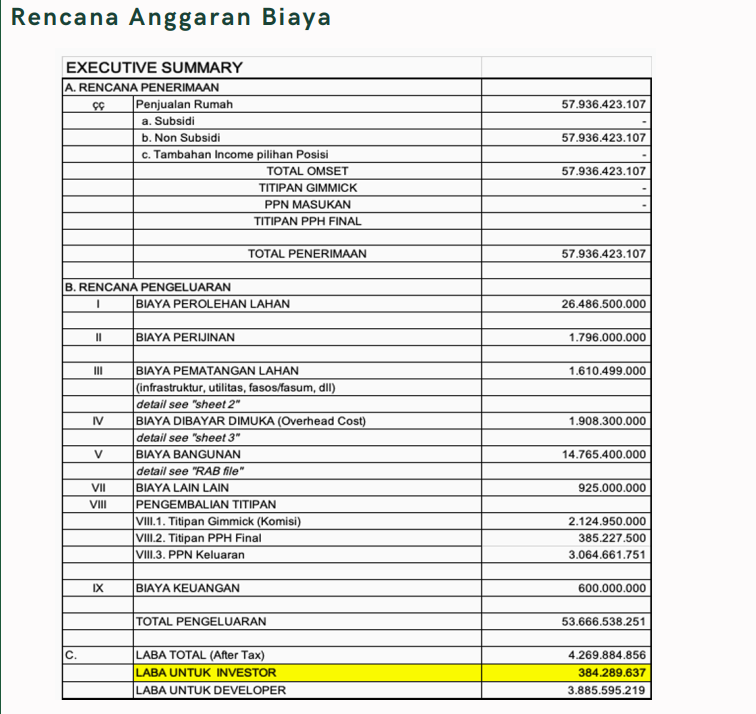 Rencana Anggaran Biaya
EXECUTIVE SUMMARY
A. RENCANA PENERIMAAN
çç Penjualan Rumah 57.936.423.107
a. Subsidi -
b. Non Subsidi 57.936.423.107
c. Tambahan Income pilihan Posisi -
TOTAL OMSET 57.936.423.107
TITIPAN GIMMICK -
PPN MASUKAN -
TITIPAN PPH FINAL
TOTAL PENERIMAAN 57.936.423.107
B. RENCANA PENGELUARAN
I BIAYA PEROLEHAN LAHAN 26.486.500.000
II BIAYA PERIJINAN 1.796.000.000
III BIAYA PEMATANGAN LAHAN 1.610.499.000
(infrastruktur, utilitas, fasos/fasum, dll)
detail see "sheet 2"
IV BIAYA DIBAYAR DIMUKA (Overhead Cost) 1.908.300.000
detail see "sheet 3"
V BIAYA BANGUNAN 14.765.400.000
detail see "RAB file"
VII BIAYA LAIN LAIN 925.000.000
VIII PENGEMBALIAN TITIPAN
VIII.1. Titipan Gimmick (Komisi) 2.124.950.000
VIII.2. Titipan PPH Final 385.227.500
VIII.3. PPN Keluaran 3.064.661.751
IX BIAYA KEUANGAN 600.000.000
TOTAL PENGELUARAN 53.666.538.251
C. LABA TOTAL (After Tax) 4.269.884.856
LABA UNTUK INVESTOR 384.289.637
LABA UNTUK DEVELOPER 3.885.595.219